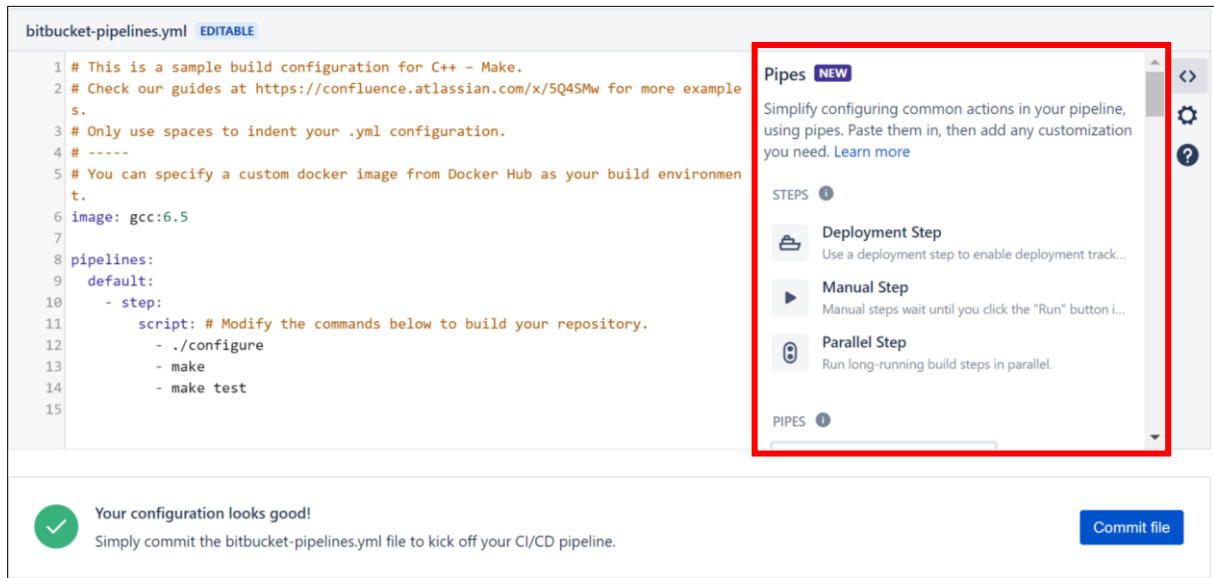 bitbucket-pipelines.yml EDITABLE
1 # This is a sample build configuration for C++ – Make.
2 # Check our guides at https://confluence.atlassian.com/x/5Q4SMw for more example
s.
3 # Only use spaces to indent your .yml configuration.
4 # -----
5 # You can specify a custom docker image from Docker Hub as your build environmen
t.
6 image: gcc:6.5
7
8 pipelines:
9   default:
10     - step:
11         script: # Modify the commands below to build your repository.
12           - ./configure
13           - make
14           - make test
15
Pipes NEW
Simplify configuring common actions in your pipeline,
using pipes. Paste them in, then add any customization
you need. Learn more
STEPS
Deployment Step
Use a deployment step to enable deployment track...
Manual Step
Manual steps wait until you click the "Run" button i...
Parallel Step
Run long-running build steps in parallel.
PIPES
Your configuration looks good!
Simply commit the bitbucket-pipelines.yml file to kick off your CI/CD pipeline.
Commit file